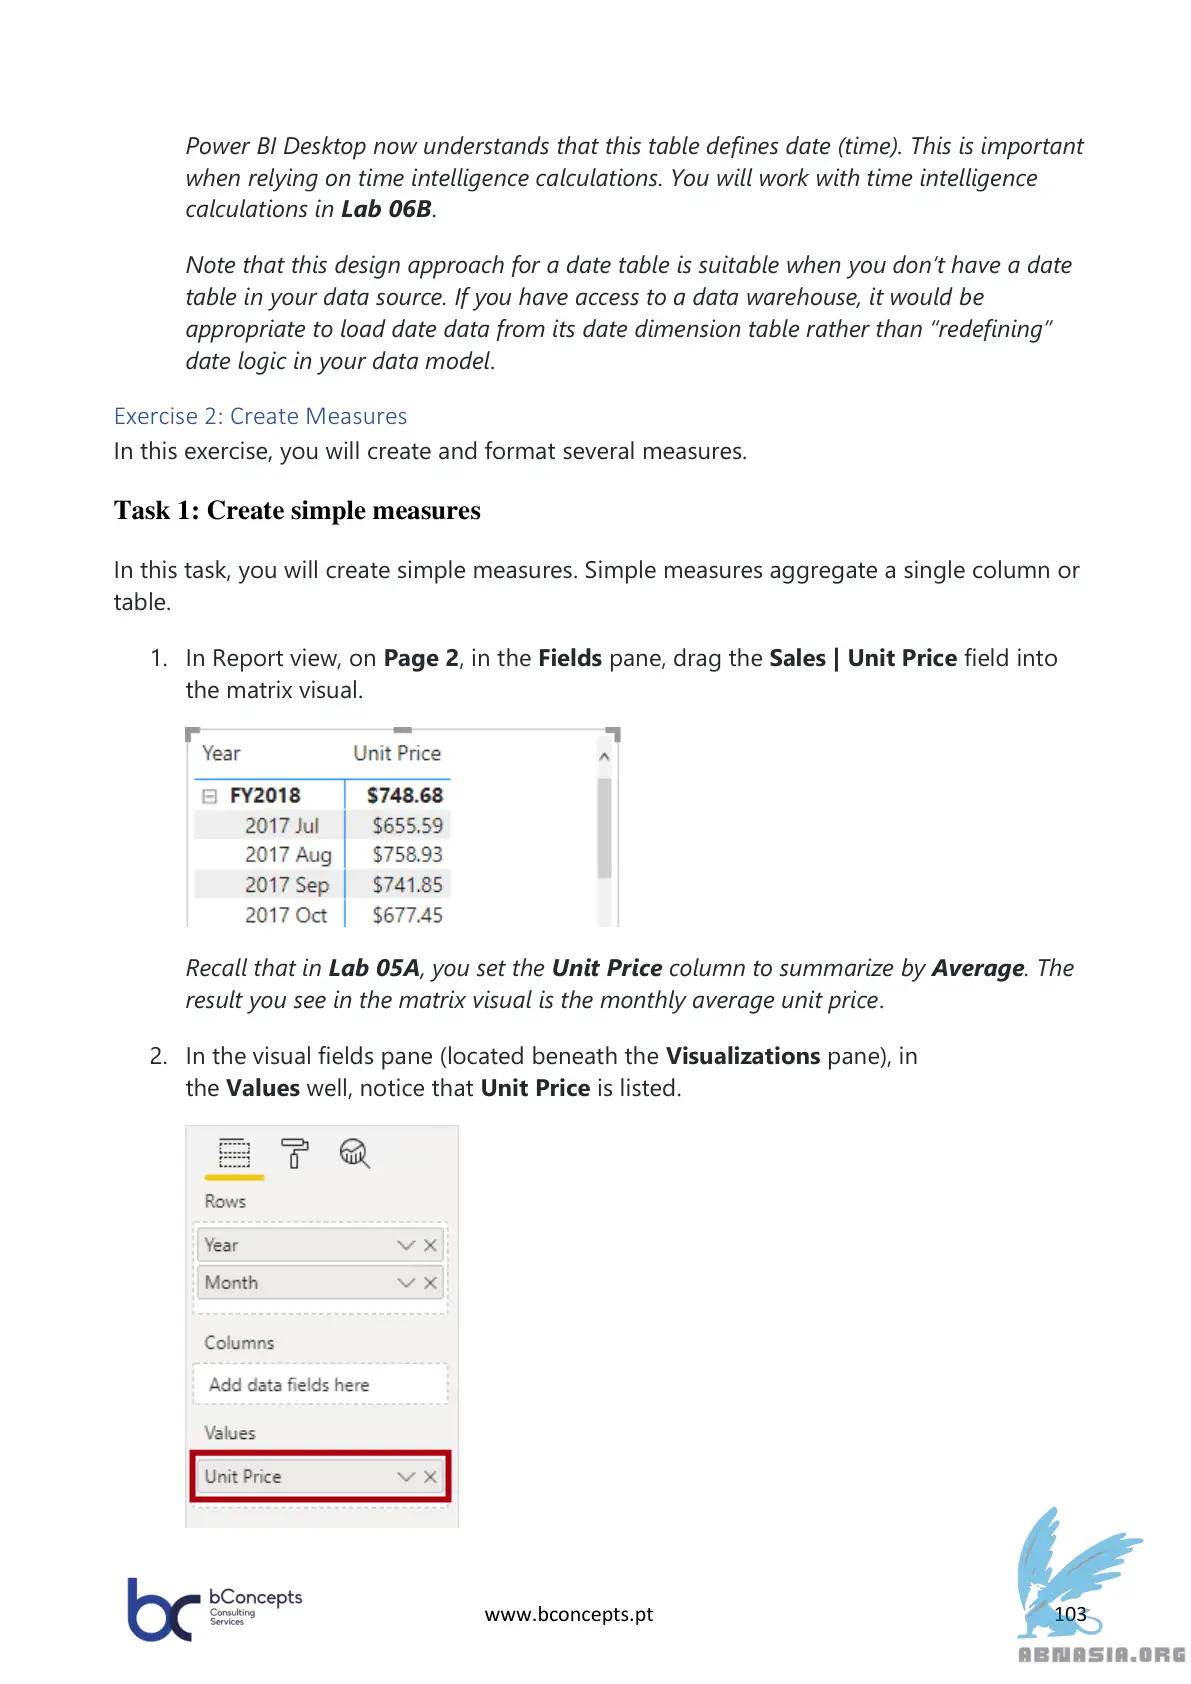 Power BI Desktop now understands that this table defines date (time). This is important
when relying on time intelligence calculations. You will work with time intelligence
calculations in Lab 06B.
Note that this design approach for a date table is suitable when you don’t have a date
table in your data source. If you have access to a data warehouse, it would be
appropriate to load date data from its date dimension table rather than “redefining”
date logic in your data model.
Exercise 2: Create Measures
In this exercise, you will create and format several measures.
Task 1: Create simple measures
In this task, you will create simple measures. Simple measures aggregate a single column or
table.
1. In Report view, on Page 2, in the Fields pane, drag the Sales | Unit Price field into
the matrix visual.
Year Unit Price
FY2018 $748.68
2017 Jul $655.59
2017 Aug $758.93
2017 Sep $741.85
2017 Oct $677.45
Recall that in Lab 05A, you set the Unit Price column to summarize by Average. The
result you see in the matrix visual is the monthly average unit price.
2. In the visual fields pane (located beneath the Visualizations pane), in
the Values well, notice that Unit Price is listed.
Rows
Year
Month
Columns
Add data fields here
Values
Unit Price
bc bConcepts
Consulting
Services
www.bconcepts.pt
103
ABNASIA.ORG